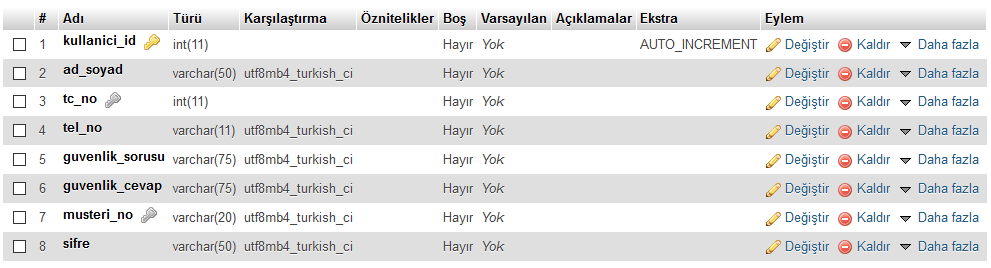 # Adı Türü Karşılaştırma Öznitelikler Boş Varsayılan Açıklamalar Ekstra Eylem
1 kullanici_id int(11) Hayır Yok AUTO_INCREMENT Değiştir Kaldır Daha fazla
2 ad_soyad varchar(50) utf8mb4_turkish_ci Hayır Yok Değiştir Kaldır Daha fazla
3 tc_no int(11) Hayır Yok Değiştir Kaldır Daha fazla
4 tel_no varchar(11) utf8mb4_turkish_ci Hayır Yok Değiştir Kaldır Daha fazla
5 guvenlik_sorusu varchar(75) utf8mb4_turkish_ci Hayır Yok Değiştir Kaldır Daha fazla
6 guvenlik_cevap varchar(75) utf8mb4_turkish_ci Hayır Yok Değiştir Kaldır Daha fazla
7 musteri_no varchar(20) utf8mb4_turkish_ci Hayır Yok Değiştir Kaldır Daha fazla
8 sifre varchar(50) utf8mb4_turkish_ci Hayır Yok Değiştir Kaldır Daha fazla